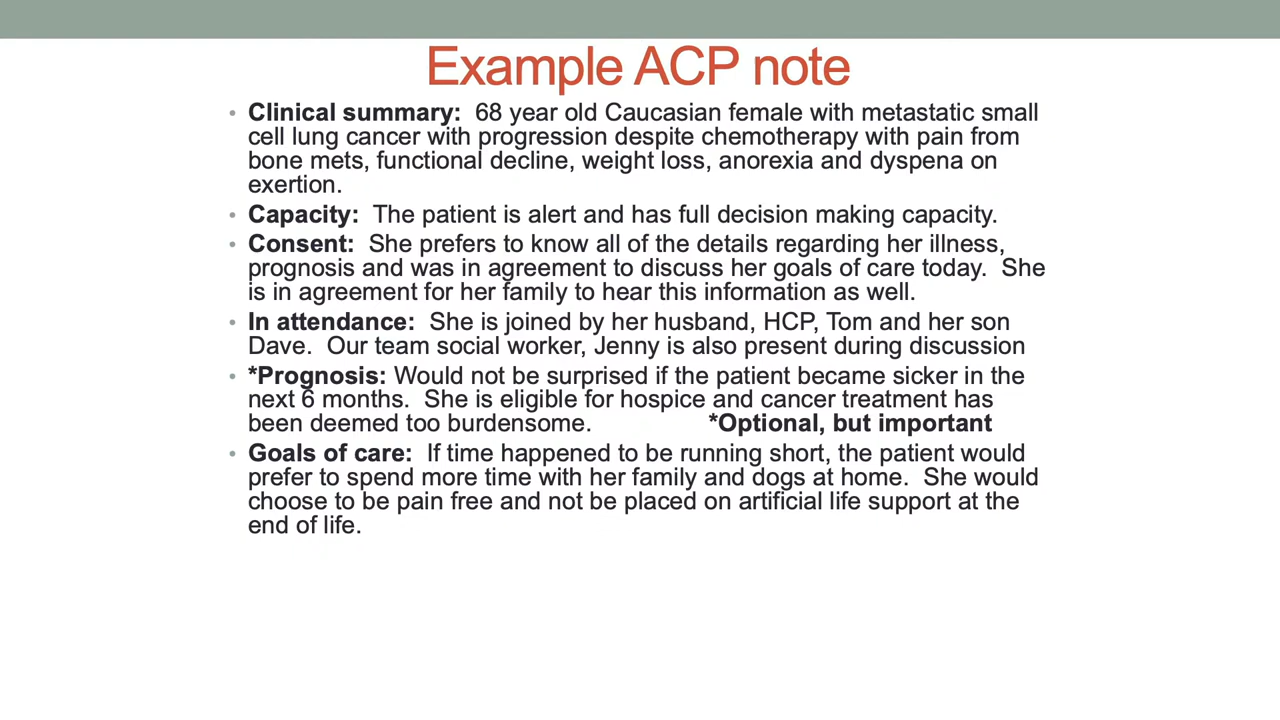 Example ACP note
• Clinical summary:  68 year old Caucasian female with metastatic small
cell lung cancer with progression despite chemotherapy with pain from
bone mets, functional decline, weight loss, anorexia and dyspena on
exertion.
• Capacity:  The patient is alert and has full decision making capacity.
• Consent:  She prefers to know all of the details regarding her illness,
prognosis and was in agreement to discuss her goals of care today.  She
is in agreement for her family to hear this information as well.
• In attendance:  She is joined by her husband, HCP, Tom and her son
Dave.  Our team social worker, Jenny is also present during discussion
• *Prognosis: Would not be surprised if the patient became sicker in the
next 6 months.  She is eligible for hospice and cancer treatment has
been deemed too burdensome. *Optional, but important
• Goals of care:  If time happened to be running short, the patient would
prefer to spend more time with her family and dogs at home.  She would
choose to be pain free and not be placed on artificial life support at the
end of life.